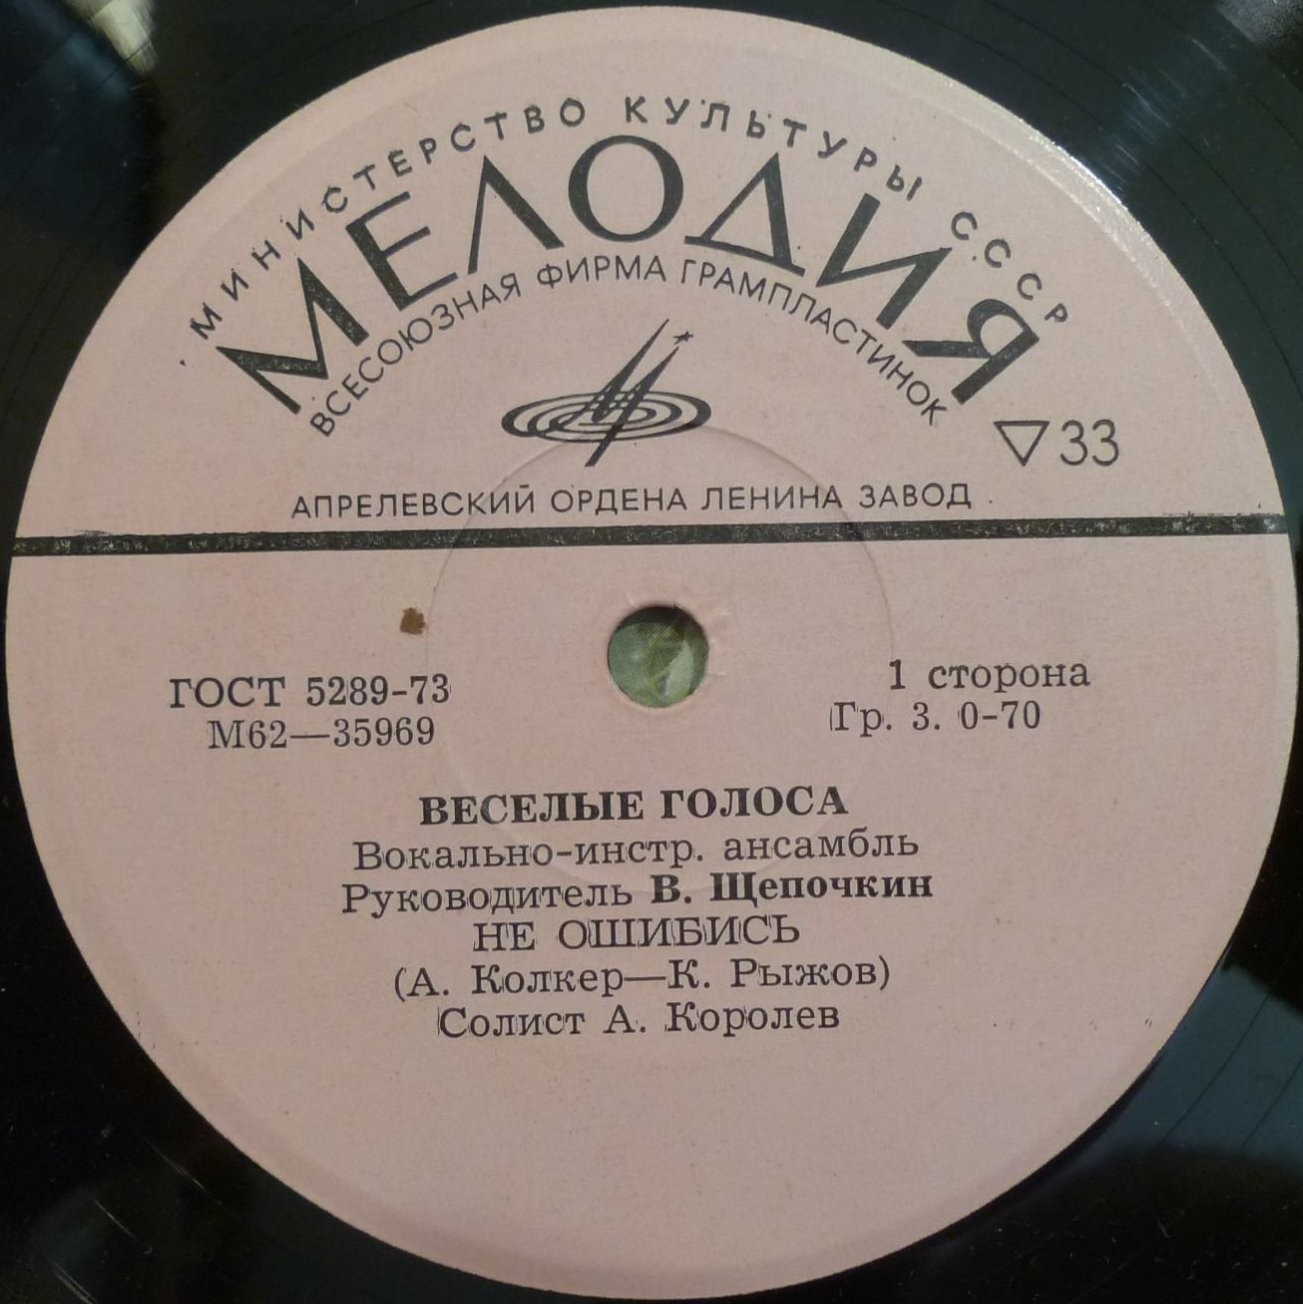 МИНИСТЕРСТВО КУЛЬТУРЫ СССР
МЕЛОДИЯ
ВСЕСОЮЗНАЯ ФИРМА ГРАМПЛАСТИНОК
▽33
АПРЕЛЕВСКИЙ ОРДЕНА ЛЕНИНА ЗАВОД
ГОСТ 5289-73
М62—35969
1 сторона
Гр. 3. 0-70
ВЕСЕЛЫЕ ГОЛОСА
Вокально-инстр. ансамбль
Руководитель В. Щепочкин
НЕ ОШИБИСЬ
(А. Колкер—К. Рыжов)
Солист А. Королев